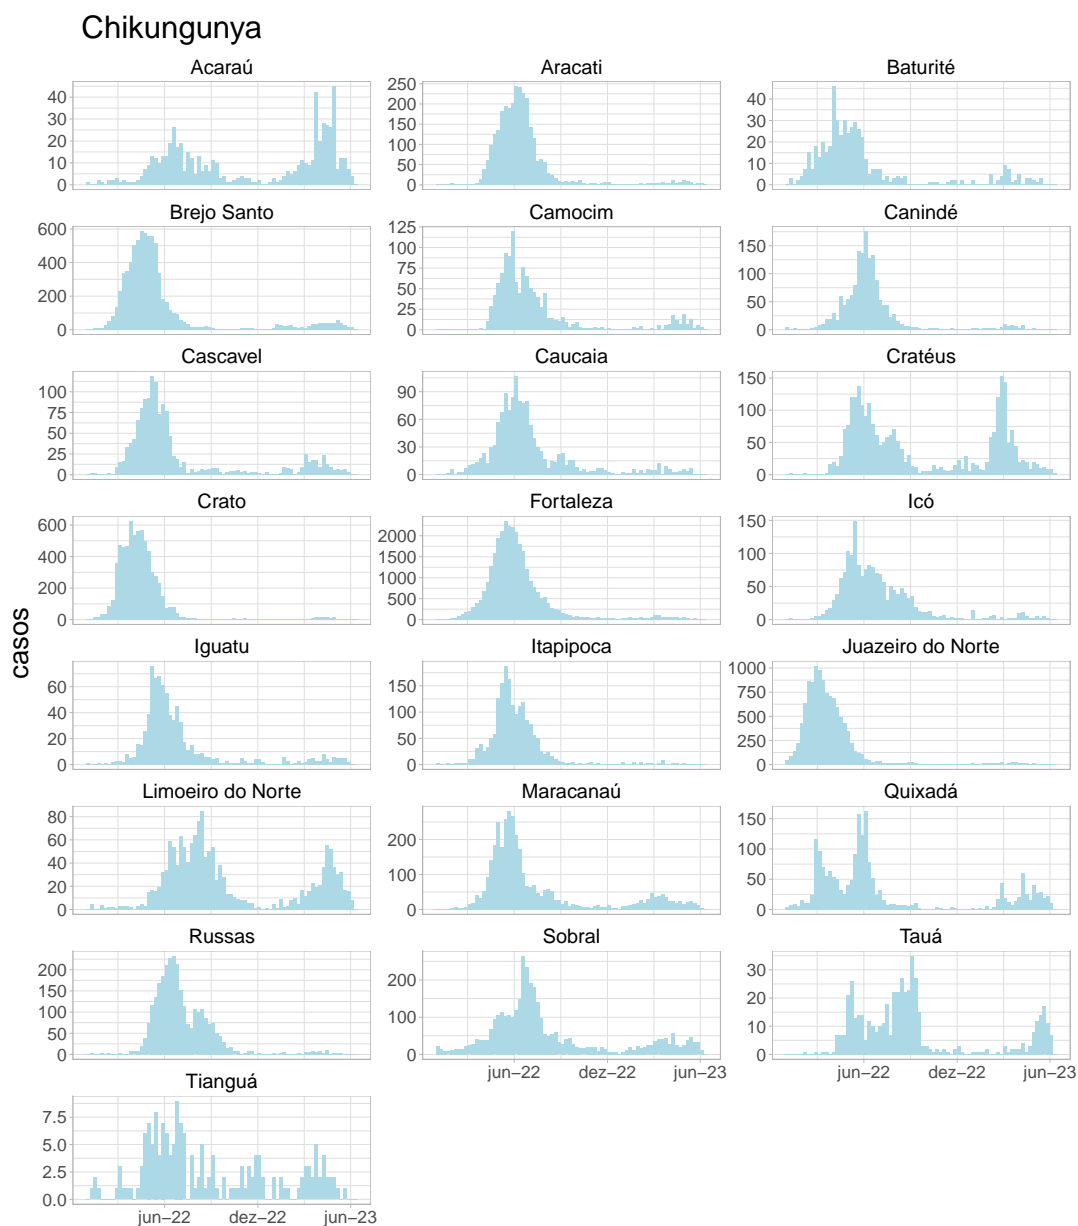 Chikungunya
Acaraú Aracati Baturité
40 30 20 10 0
250 200 150 100 50 0
40 30 20 10 0
Brejo Santo Camocim Canindé
600 400 200 0
125 100 75 50 25 0
150 100 50 0
Cascavel Caucaia Cratéus
100 75 50 25 0
90 60 30 0
150 100 50 0
Crato Fortaleza Icó
600 400 200 0
2000 1500 1000 500 0
150 100 50 0
casos
Iguatu Itapipoca Juazeiro do Norte
60 40 20 0
150 100 50 0
1000 750 500 250 0
Limoeiro do Norte Maracanaú Quixadá
80 60 40 20 0
200 100 0
150 100 50 0
Russas Sobral Tauá
200 150 100 50 0
200 100 0
30 20 10 0
jun–22 dez–22 jun–23 jun–22 dez–22 jun–23
Tianguá
7.5 5.0 2.5 0.0
jun–22 dez–22 jun–23